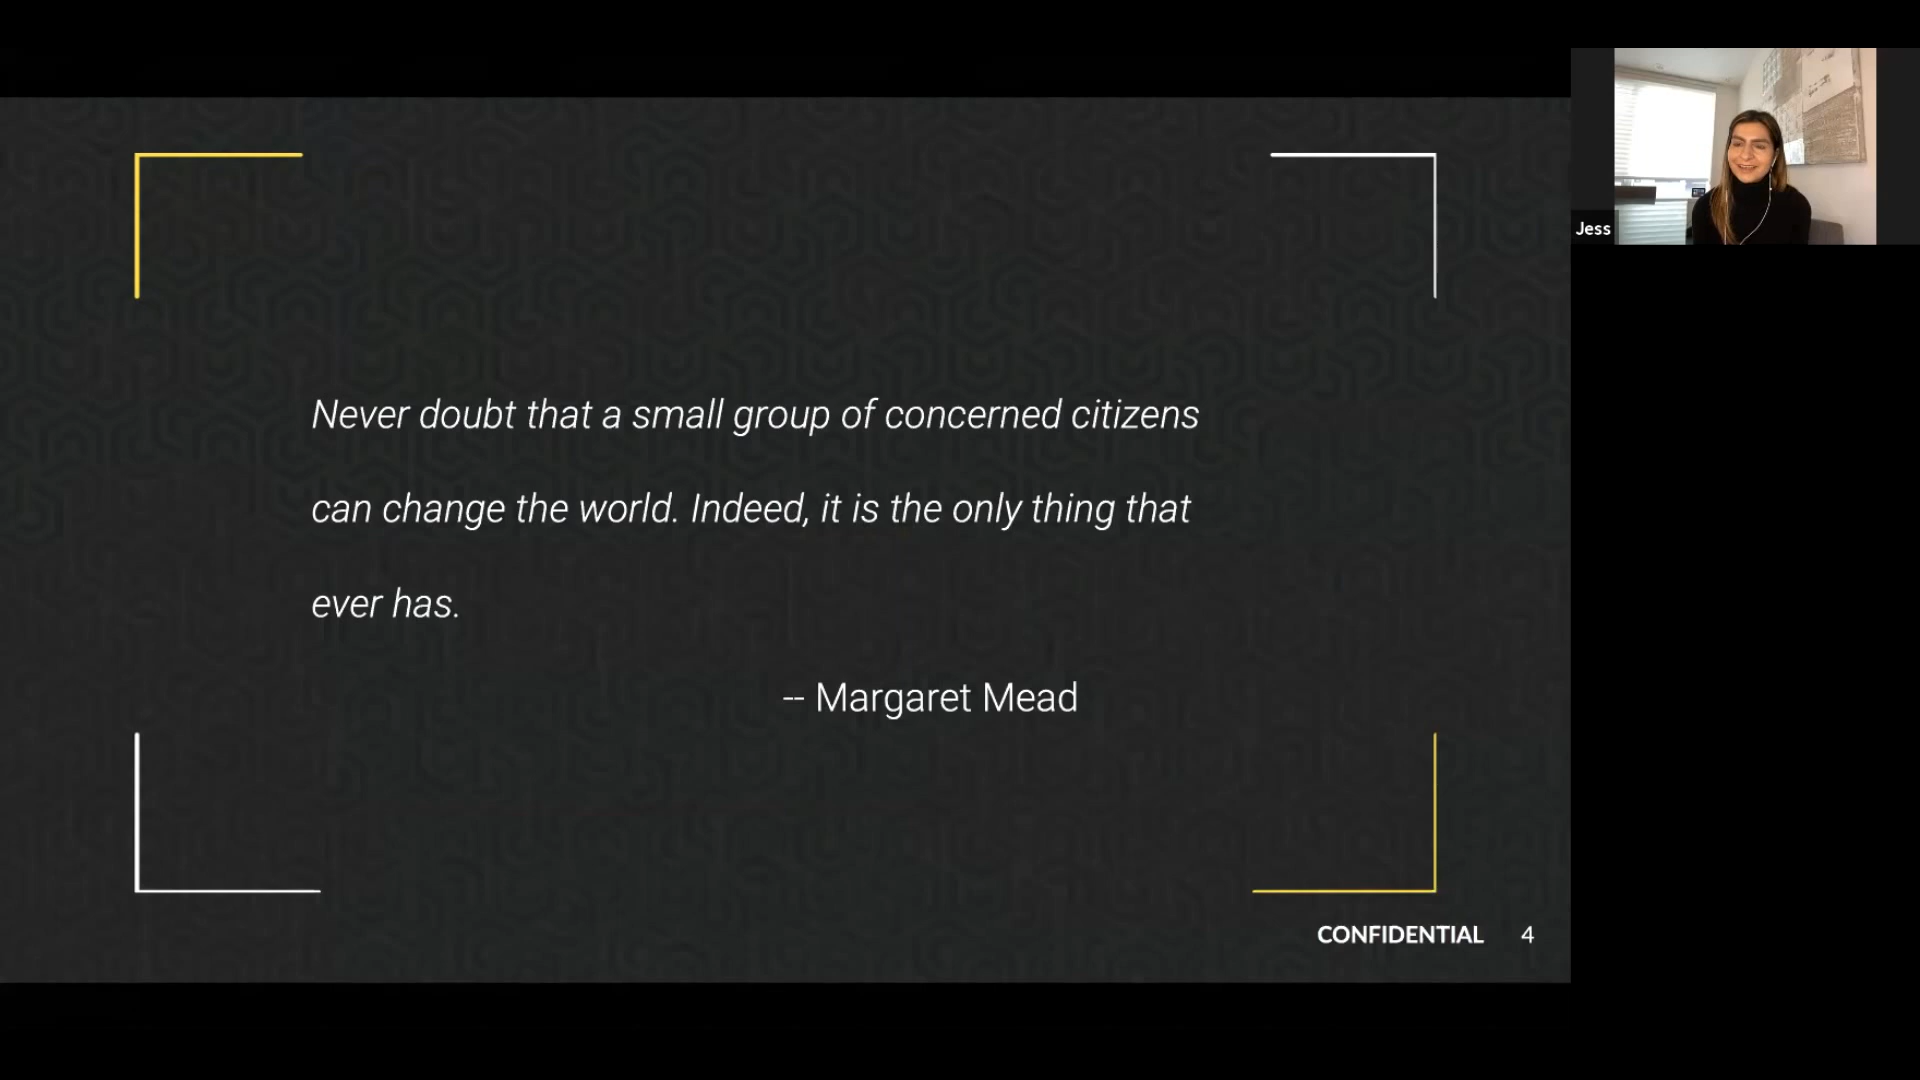 Never doubt that a small group of concerned citizens
can change the world. Indeed, it is the only thing that
ever has.
-- Margaret Mead
CONFIDENTIAL 4
Jess